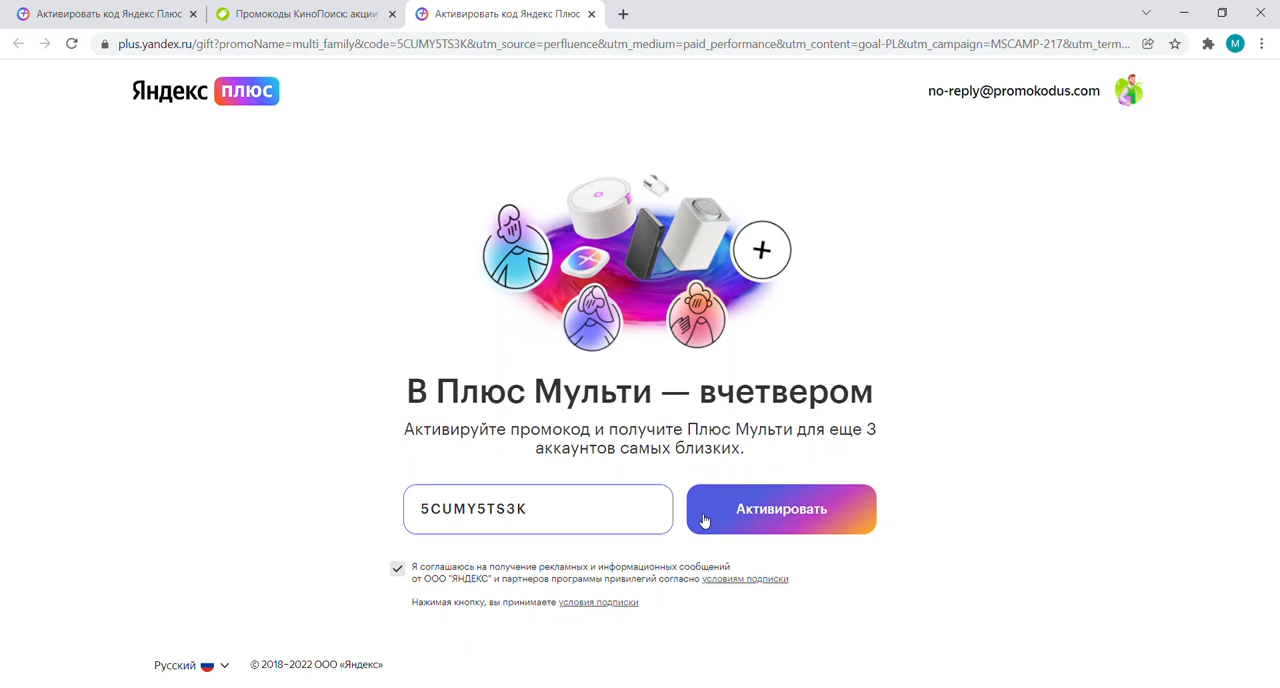 Активировать код Яндекс Плюс
Промокоды КиноПоиск: акции
Активировать код Яндекс Плюс
plus.yandex.ru/gift?promoName=multi_family&code=5CUMY5TS3K&utm_source=perfluence&utm_medium=paid_performance&utm_content=goal-PL&utm_campaign=MSCAMP-217&utm_term...
M
Яндекс плюс
no-reply@promokodus.com
В Плюс Мульти — вчетвером
Активируйте промокод и получите Плюс Мульти для еще 3
аккаунтов самых близких.
5CUMY5TS3K
Активировать
Я соглашаюсь на получение рекламных и информационных сообщений
от ООО "ЯНДЕКС" и партнеров программы привилегий согласно условиям подписки
Нажимая кнопку, вы принимаете условия подписки
Русский
© 2018–2022 ООО «Яндекс»